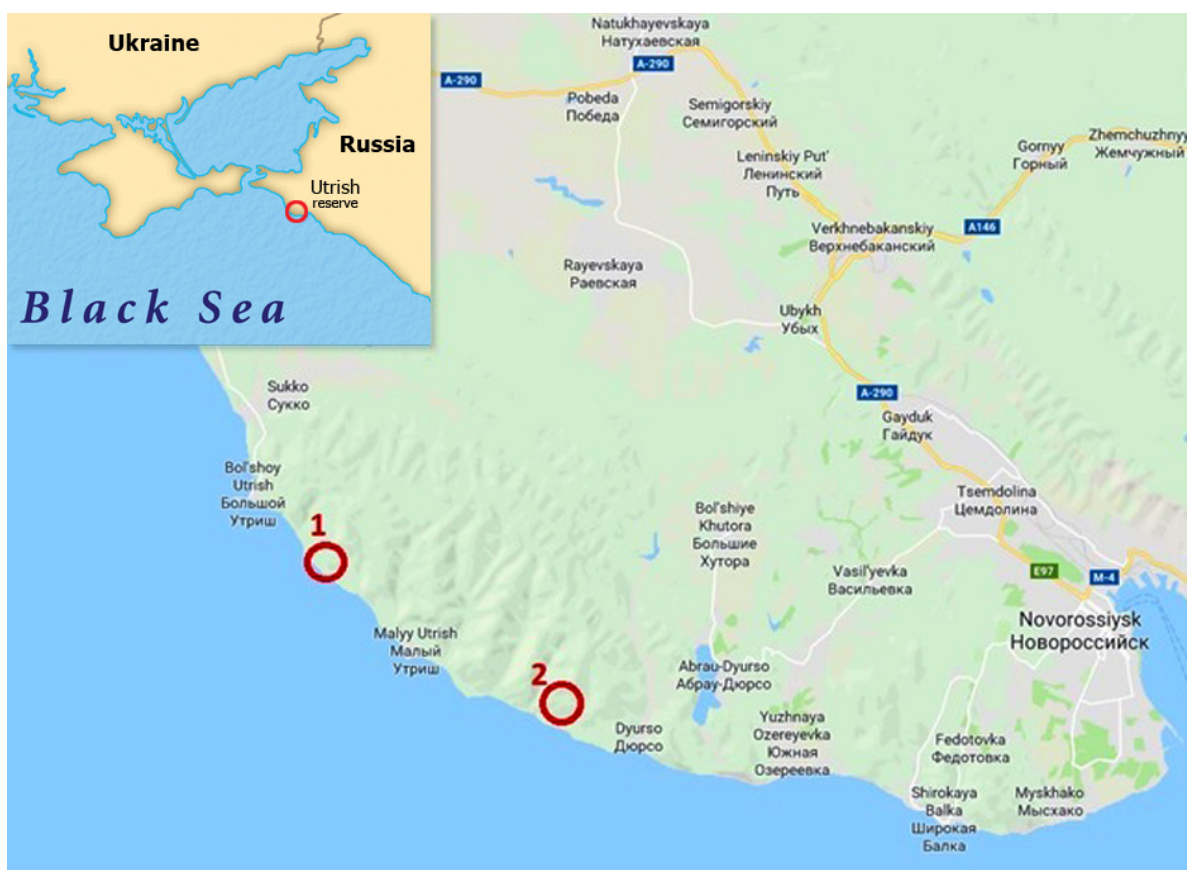 Ukraine
Russia
Utrish
reserve
Black Sea
Natukhayevskaya
Натухаевская
A-290
A-290
Pobeda
Победа
Semigorskiy
Семигорский
Leninskiy Put'
Ленинский
Путь
Gornyy
Горный
Zhemchuzhnyy
Жемчужный
A146
Verkhnebakanskiy
Верхнебаканский
Rayevskaya
Раевская
Ubykh
Убых
A-290
Gayduk
Гайдук
Sukko
Сукко
Bol'shoy
Utrish
Большой
Утриш
1
Tsemdolina
Цемдолина
Bol'shiye
Khutora
Большие
Хутора
Vasil'yevka
Васильевка
E97
M-4
Novorossiysk
Новороссийск
Malyy Utrish
Малый
Утриш
2
Abrau-Dyurso
Абрау-Дюрсо
Dyurso
Дюрсо
Yuzhnaya
Ozereyevka
Южная
Озереевка
Fedotovka
Федотовка
Shirokaya
Balka
Широкая
Балка
Myskhako
Мысхако